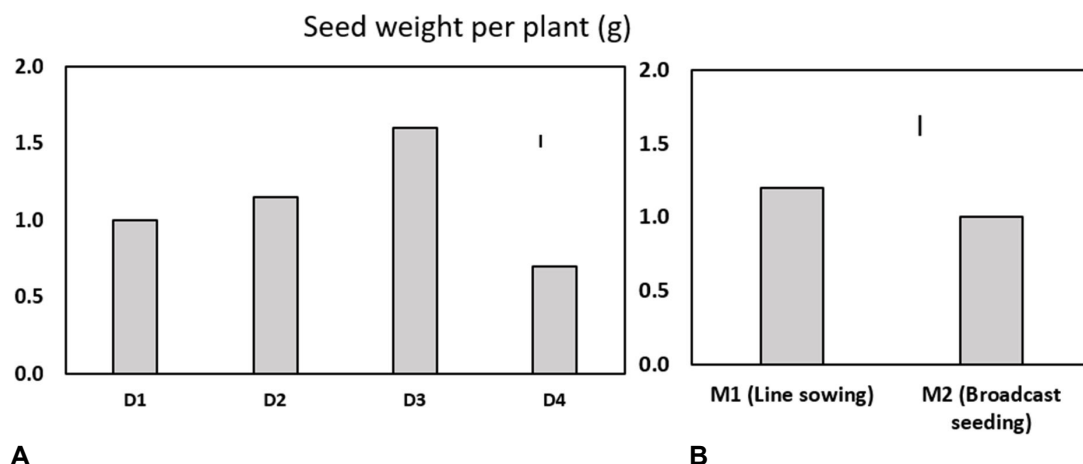 Seed weight per plant (g)
2.0
1.5
1.0
0.5
0.0
D1 D2 D3 D4
A
2.0
1.5
1.0
0.5
0.0
M1 (Line sowing) M2 (Broadcast
seeding)
B